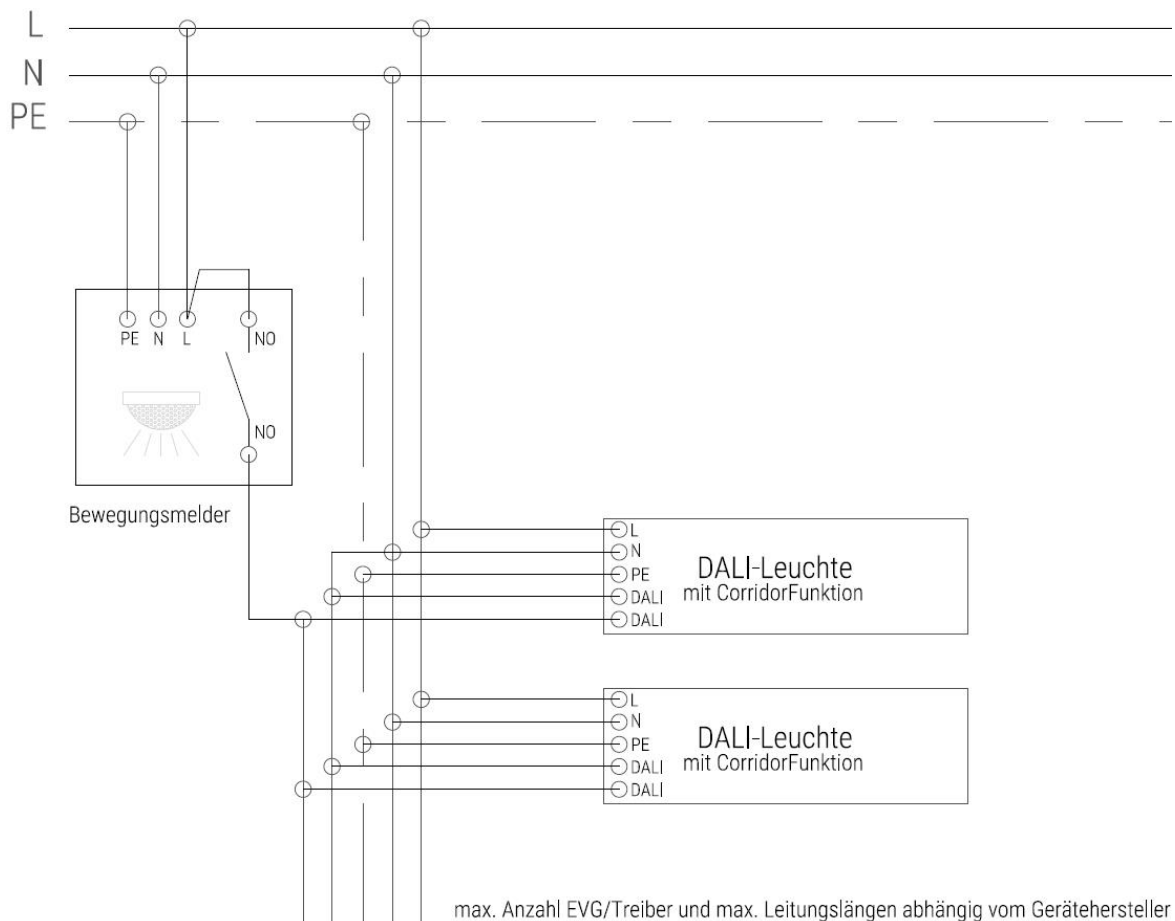 L
N
PE
PE N L NO
NO
Bewegungsmelder
L
N
PE
DALI
DALI
DALI-Leuchte
mit CorridorFunktion
L
N
PE
DALI
DALI
DALI-Leuchte
mit CorridorFunktion
max. Anzahl EVG/Treiber und max. Leitungslängen abhängig vom Gerätehersteller